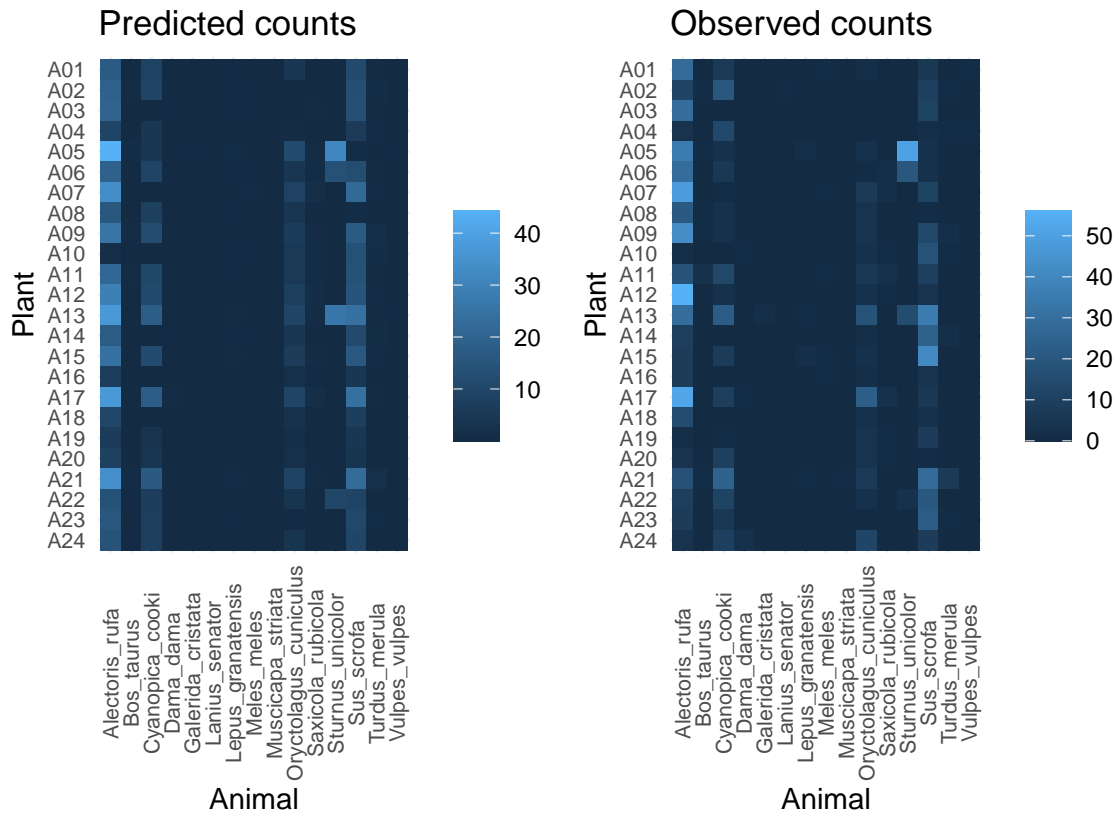 Predicted counts
A01
A02
A03
A04
A05
A06
A07
A08
A09
A10
A11
A12
A13
A14
A15
A16
A17
A18
A19
A20
A21
A22
A23
A24
Plant
Alectoris_rufa
Bos_taurus
Cyanopica_cooki
Dama_dama
Galerida_cristata
Lanius_senator
Lepus_granatensis
Meles_meles
Muscicapa_striata
Oryctolagus_cuniculus
Saxicola_rubicola
Sturnus_unicolor
Sus_scrofa
Turdus_merula
Vulpes_vulpes
Animal
40
30
20
10
Observed counts
A01
A02
A03
A04
A05
A06
A07
A08
A09
A10
A11
A12
A13
A14
A15
A16
A17
A18
A19
A20
A21
A22
A23
A24
Plant
Alectoris_rufa
Bos_taurus
Cyanopica_cooki
Dama_dama
Galerida_cristata
Lanius_senator
Lepus_granatensis
Meles_meles
Muscicapa_striata
Oryctolagus_cuniculus
Saxicola_rubicola
Sturnus_unicolor
Sus_scrofa
Turdus_merula
Vulpes_vulpes
Animal
50
40
30
20
10
0